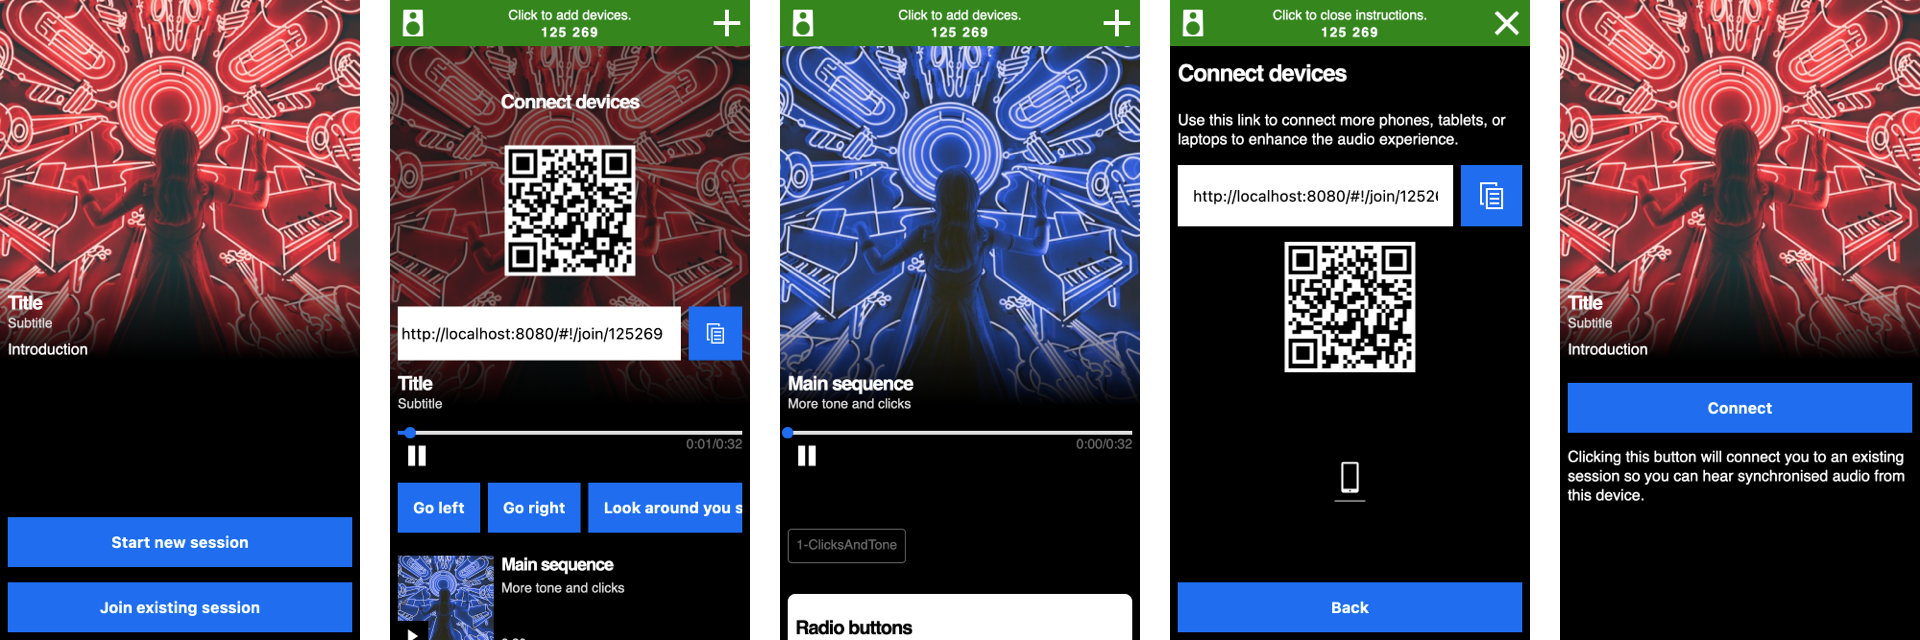 Title
Subtitle
Introduction
Start new session
Join existing session
Click to add devices.
125 269
Connect devices
http://localhost:8080/#!/join/125269
Title
Subtitle
0:01/0:32
Go left
Go right
Look around you s
Main sequence
More tone and clicks
Click to add devices.
125 269
Main sequence
More tone and clicks
0:00/0:32
1-ClicksAndTone
Radio buttons
Click to close instructions.
125 269
Connect devices
Use this link to connect more phones, tablets, or
laptops to enhance the audio experience.
http://localhost:8080/#!/join/1252
Back
Title
Subtitle
Introduction
Connect
Clicking this button will connect you to an existing
session so you can hear synchronised audio from
this device.